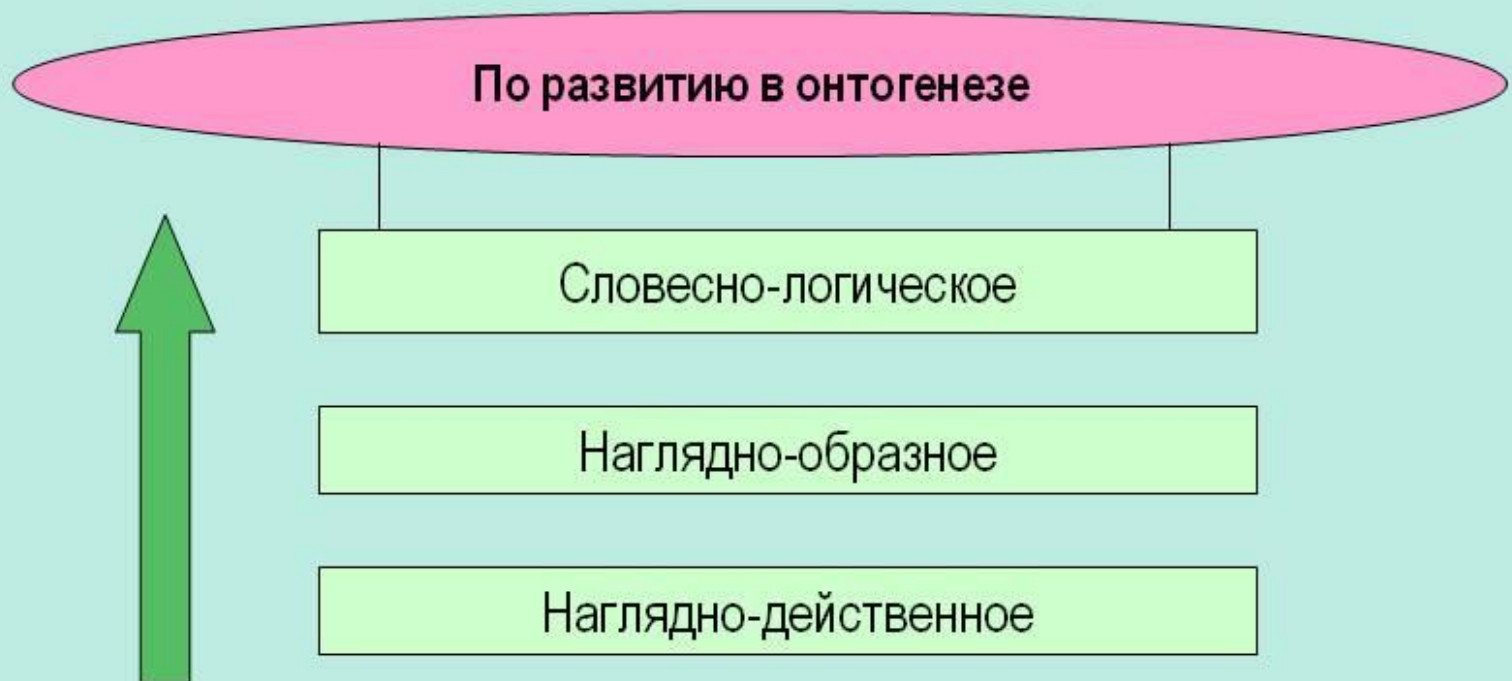 По развитию в онтогенезе
Словесно-логическое
Наглядно-образное
Наглядно-действенное